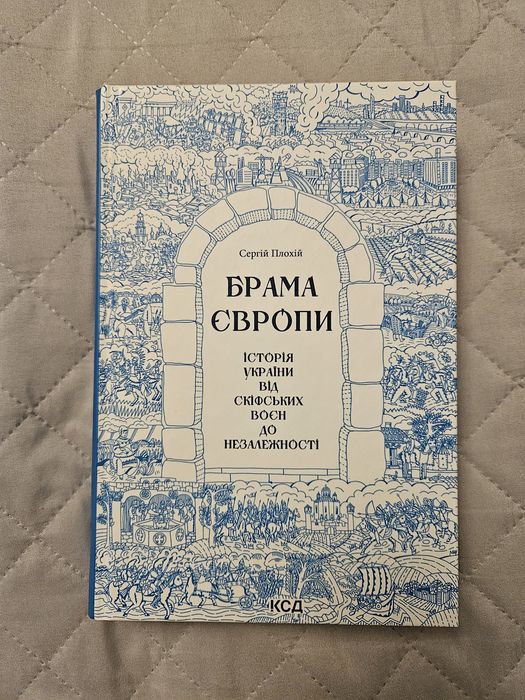 Сергій Плохій
БРАМА
ЄВРОПИ
ІСТОРІЯ
УКРАЇНИ
ВІД
СКІФСЬКИХ
ВОЄН
ДО
НЕЗАЛЕЖНОСТІ
КСД